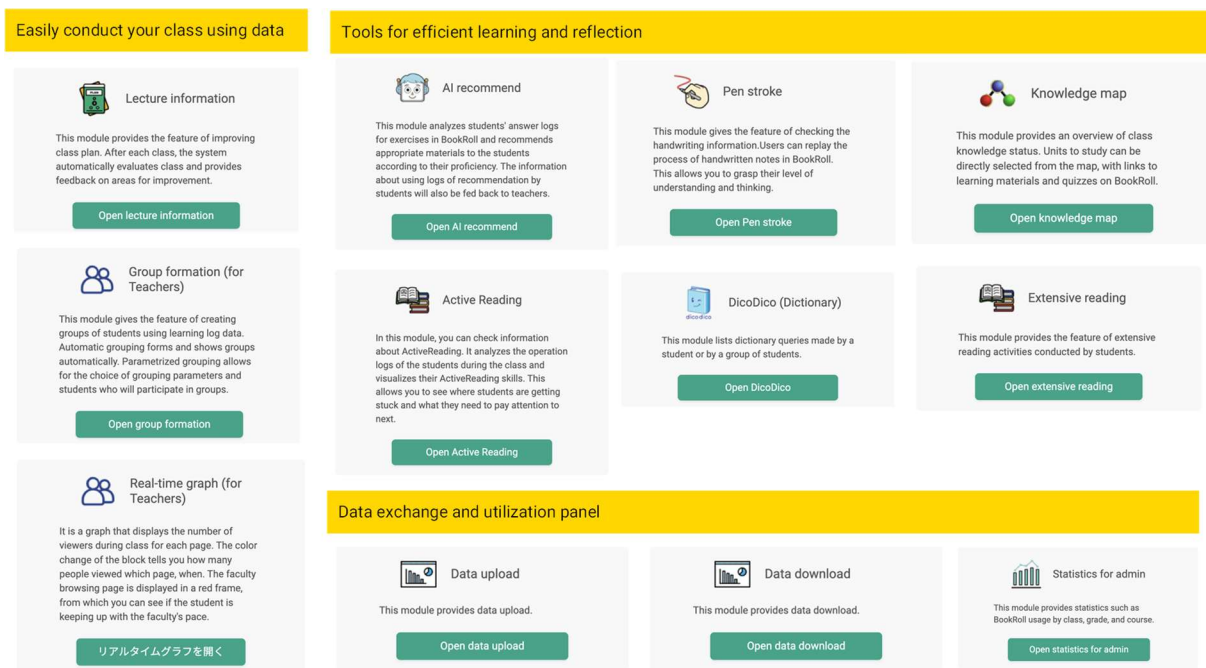 Easily conduct your class using data
Lecture information
This module provides the feature of improving
class plan. After each class, the system
automatically evaluates class and provides
feedback on areas for improvement.
Open lecture information
Group formation (for
Teachers)
This module gives the feature of creating
groups of students using learning log data.
Automatic grouping forms and shows groups
automatically. Parametrized grouping allows
for the choice of grouping parameters and
students who will participate in groups.
Open group formation
Real-time graph (for
Teachers)
It is a graph that displays the number of
viewers during class for each page. The color
change of the block tells you how many
people viewed which page, when. The faculty
browsing page is displayed in a red frame,
from which you can see if the student is
keeping up with the faculty's pace.
リアルタイムグラフを開く
Tools for efficient learning and reflection
AI recommend
This module analyzes students' answer logs
for exercises in BookRoll and recommends
appropriate materials to the students
according to their proficiency. The information
about using logs of recommendation by
students will also be fed back to teachers.
Open AI recommend
Pen stroke
This module gives the feature of checking the
handwriting information.Users can replay the
process of handwritten notes in BookRoll.
This allows you to grasp their level of
understanding and thinking.
Open Pen stroke
Knowledge map
This module provides an overview of class
knowledge status. Units to study can be
directly selected from the map, with links to
learning materials and quizzes on BookRoll.
Open knowledge map
Active Reading
In this module, you can check information
about ActiveReading. It analyzes the operation
logs of the students during the class and
visualizes their ActiveReading skills. This
allows you to see where students are getting
stuck and what they need to pay attention to
next.
Open Active Reading
dicodico
DicoDico (Dictionary)
This module lists dictionary queries made by a
student or by a group of students.
Open DicoDico
Extensive reading
This module provides the feature of extensive
reading activities conducted by students.
Open extensive reading
Data exchange and utilization panel
Data upload
This module provides data upload.
Open data upload
Data download
This module provides data download.
Open data download
Statistics for admin
This module provides statistics such as
BookRoll usage by class, grade, and course.
Open statistics for admin